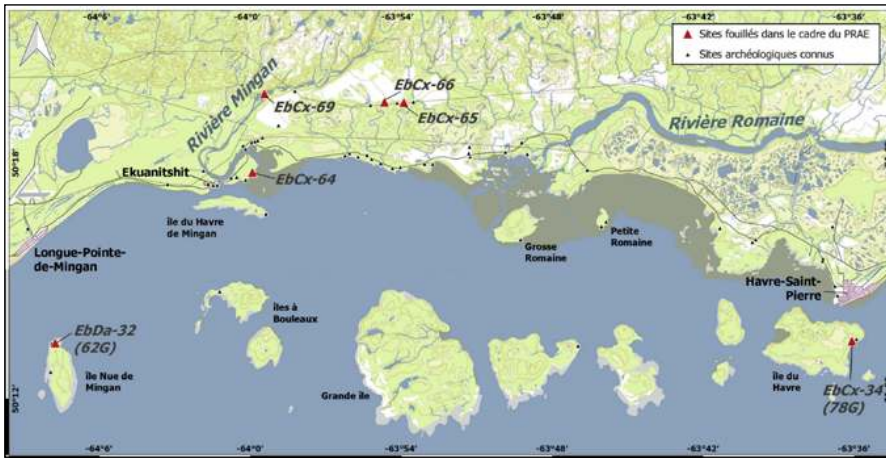 -64°6'
-64°0'
-63°54'
-63°42'
-63°36'
Sites fouillés dans le cadre du PRAE
Sites archéologiques connus
EbCx-66
EbCx-69
EbCx-65
Rivière Mingan
Rivière Romaine
50°18'
50°18'
Ekuanitshit
EbCx-64
île du Havre
de Mingan
Longue-Pointe-
de-Mingan
Grosse
Romaine
Petite
Romaine
Havre-Saint-
Pierre
EbDa-32
(62G)
île Nue de
Mingan
îles à
Bouleaux
Grande île
île du
Havre
EbCx-34
(78G)
50°12'
50°12'
-64°6'
-64°0'
-63°54'
-63°48'
-63°42'
-63°36'